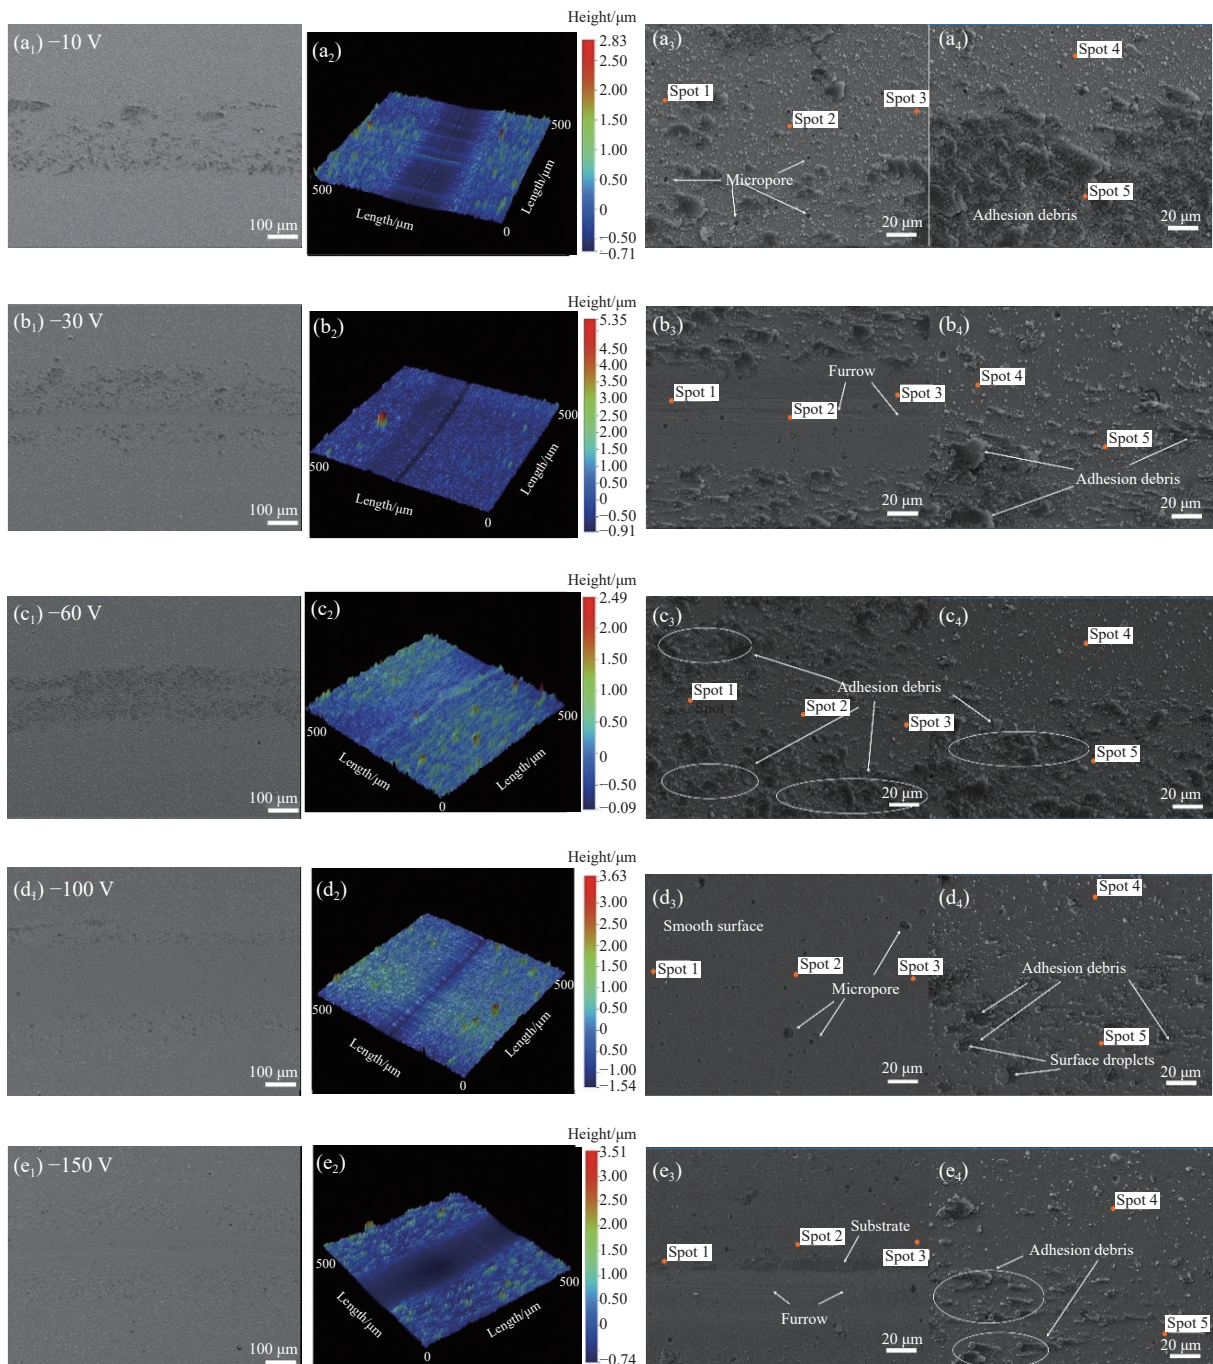 (a1) −10 V
100 μm
(a2)
Height/μm
2.83
2.50
2.00
1.50
1.00
0.50
0
−0.50
−0.71
500
500
Length/μm
Length/μm
0
(a3)
Spot 1
Spot 2
Spot 3
Micropore
20 μm
(a4)
Spot 4
Spot 5
Adhesion debris
20 μm
(b1) −30 V
100 μm
(b2)
Height/μm
5.35
4.50
4.00
3.50
3.00
2.50
2.00
1.50
1.00
0.50
0
−0.50
−0.91
500
500
Length/μm
Length/μm
0
(b3)
Furrow
Spot 1
Spot 2
Spot 3
20 μm
(b4)
Spot 4
Spot 5
Adhesion debris
20 μm
(c1) −60 V
100 μm
(c2)
Height/μm
2.49
2.00
1.50
1.00
0.50
0
−0.50
−0.09
500
500
Length/μm
Length/μm
0
(c3)
Spot 1
Spot 1
Adhesion debris
Spot 2
Spot 3
20 μm
(c4)
Spot 4
Spot 5
20 μm
(d1) −100 V
100 μm
(d2)
Height/μm
3.63
3.00
2.50
2.00
1.50
1.00
0.50
0
−0.50
−1.00
−1.54
500
500
Length/μm
Length/μm
0
(d3)
Smooth surface
Spot 1
Spot 2
Spot 3
Micropore
20 μm
(d4)
Spot 4
Adhesion debris
Spot 5
Surface droplcts
20 μm
(e1) −150 V
100 μm
(e2)
Height/μm
3.51
2.50
2.00
1.50
1.00
0.50
0
−0.74
500
500
Length/μm
Length/μm
0
(e3)
Substrate
Spot 1
Spot 2
Spot 3
Furrow
20 μm
(e4)
Spot 4
Adhesion debris
Spot 5
20 μm